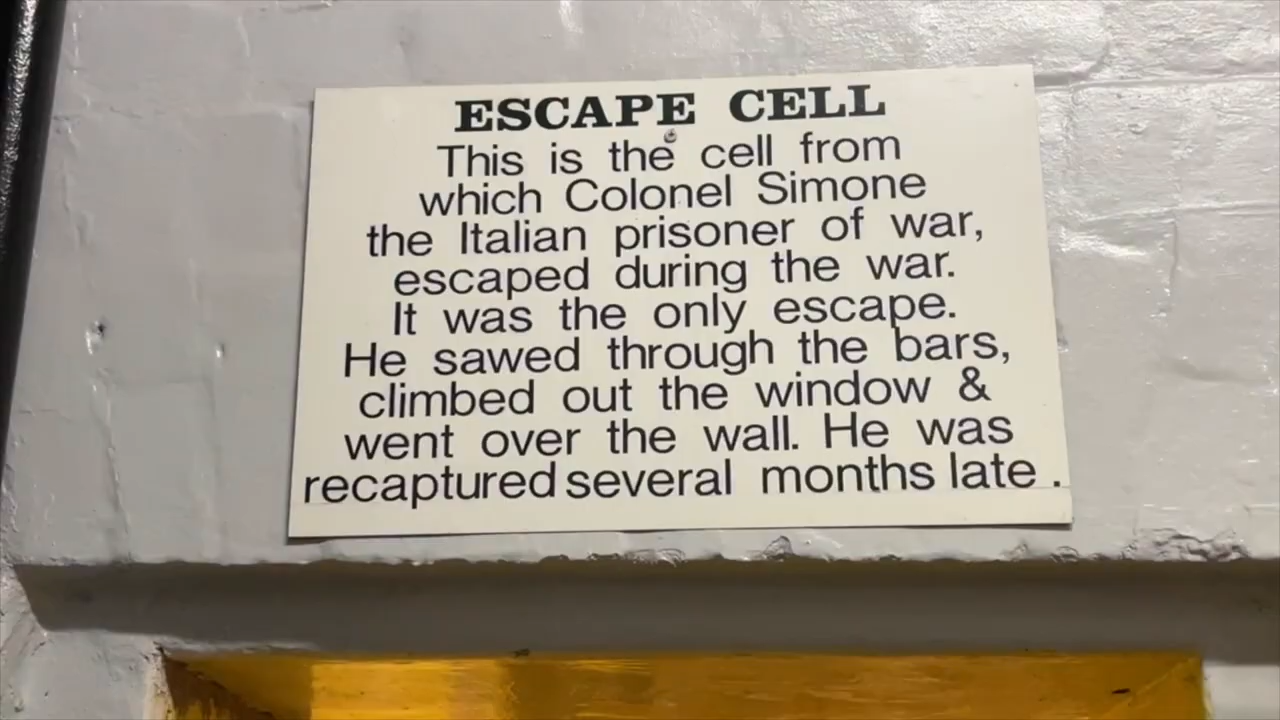 ESCAPE CELL
This is the cell from
which Colonel Simone
the Italian prisoner of war,
escaped during the war.
It was the only escape.
He sawed through the bars,
climbed out the window &
went over the wall. He was
recaptured several months late .